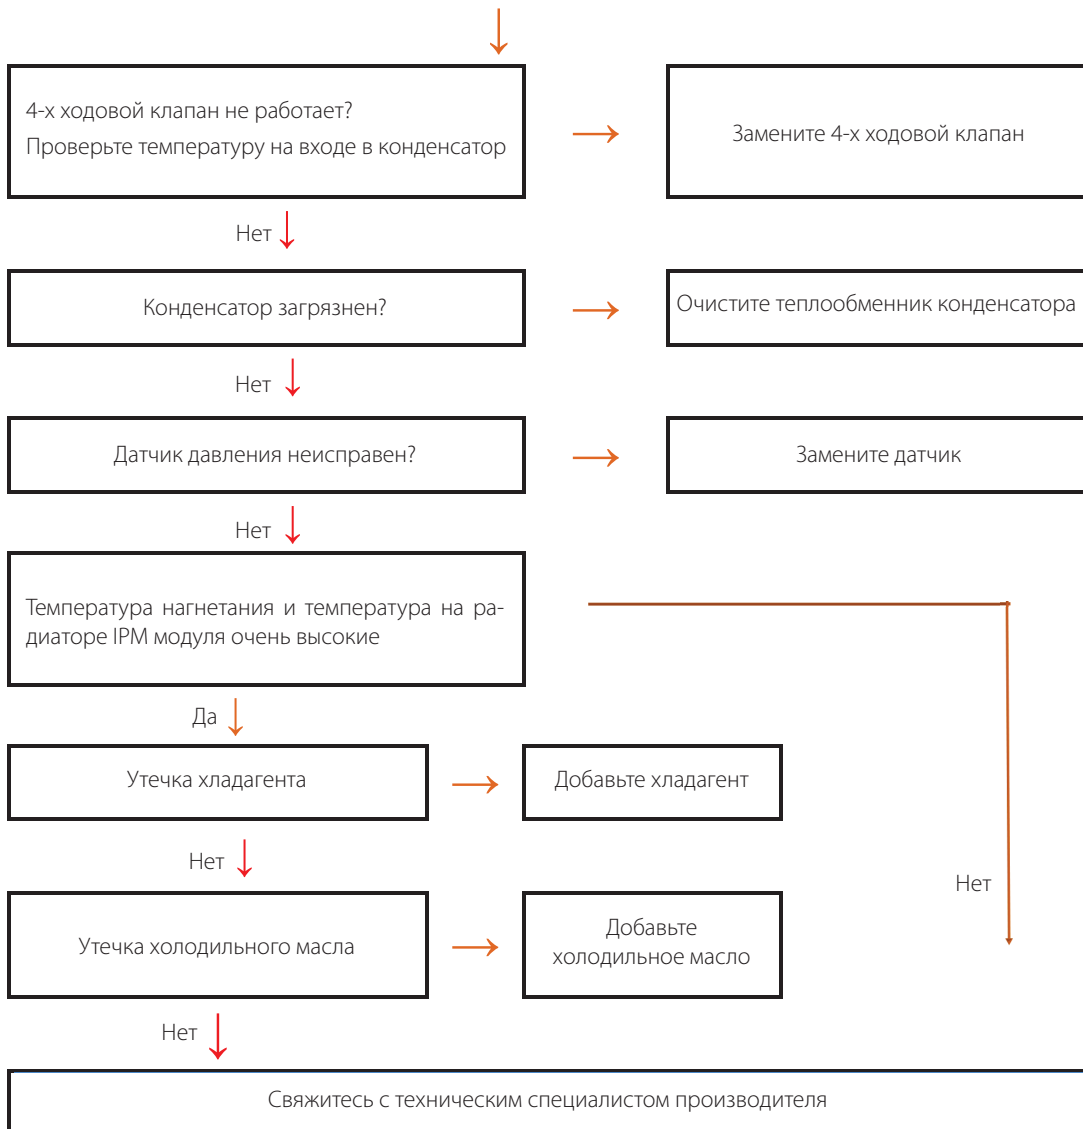 4-х ходовой клапан не работает?
Проверьте температуру на входе в конденсатор
Замените 4-х ходовой клапан
Нет
Конденсатор загрязнен?
Очистите теплообменник конденсатора
Нет
Датчик давления неисправен?
Замените датчик
Нет
Температура нагнетания и температура на ра-
диаторе IPM модуля очень высокие
Да
Утечка хладагента
Добавьте хладагент
Нет
Нет
Утечка холодильного масла
Добавьте
холодильное масло
Нет
Свяжитесь с техническим специалистом производителя